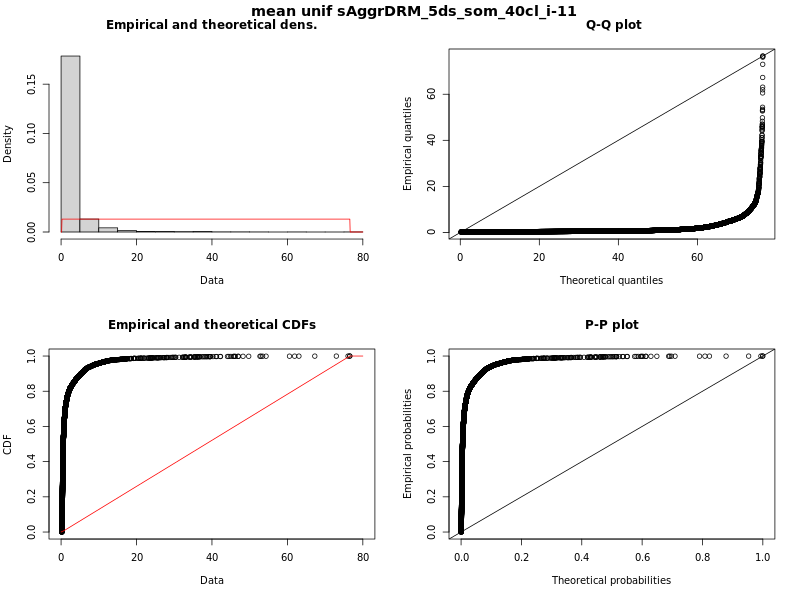 mean unif sAggrDRM_5ds_som_40cl_i-11
Empirical and theoretical dens.
Density
0.00 0.05 0.10 0.15
0 20 40 60 80
Data
Q-Q plot
Empirical quantiles
0 20 40 60
0 20 40 60
Theoretical quantiles
Empirical and theoretical CDFs
CDF
0.0 0.2 0.4 0.6 0.8 1.0
0 20 40 60 80
Data
P-P plot
Empirical probabilities
0.0 0.2 0.4 0.6 0.8 1.0
0.0 0.2 0.4 0.6 0.8 1.0
Theoretical probabilities